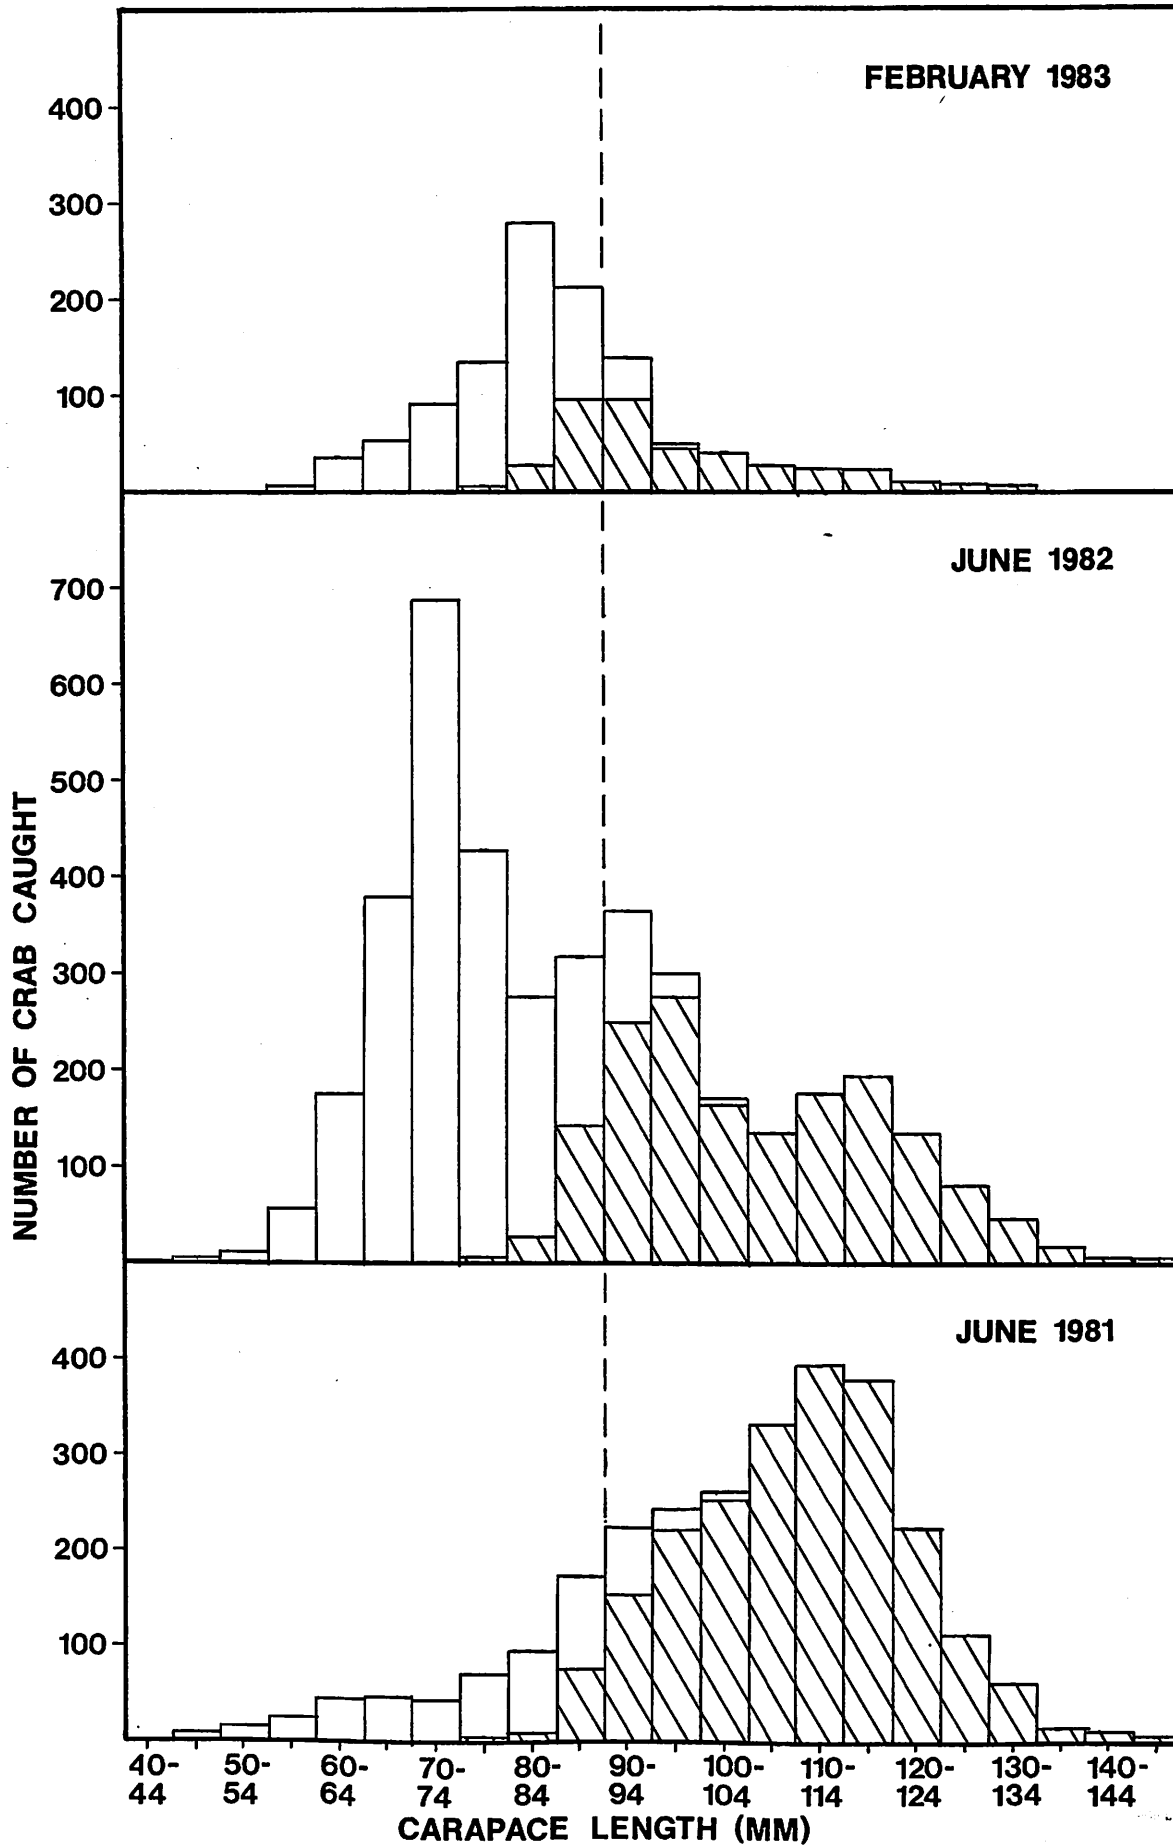 FEBRUARY 1983
400
300
200
100
JUNE 1982
700
600
500
400
300
200
100
JUNE 1981
400
300
200
100
NUMBER OF CRAB CAUGHT
40- 50- 60- 70- 80- 90- 100- 110- 120- 130- 140-
44 54 64 74 84 94 104 114 124 134 144
CARAPACE LENGTH (MM)